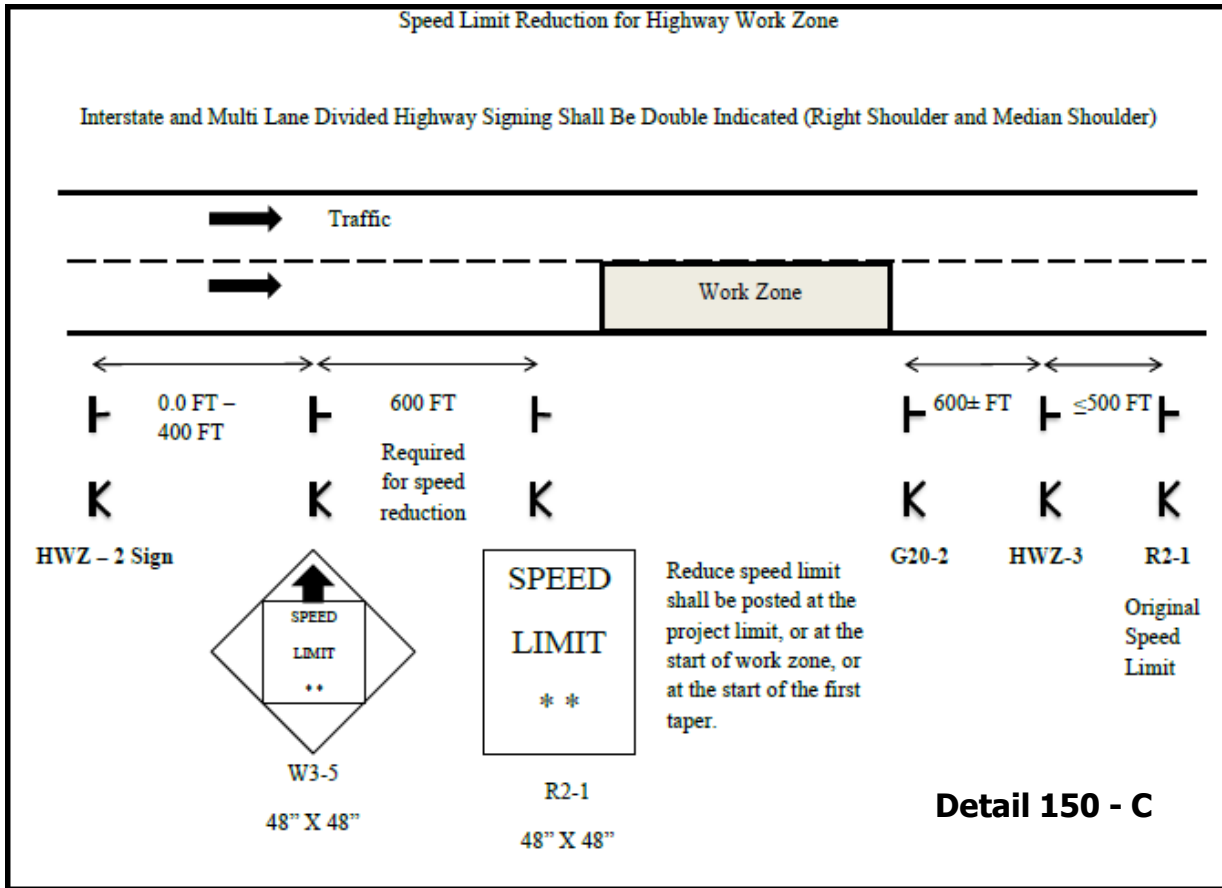 Speed Limit Reduction for Highway Work Zone
Interstate and Multi Lane Divided Highway Signing Shall Be Double Indicated (Right Shoulder and Median Shoulder)
Traffic
Work Zone
0.0 FT –
400 FT
600 FT
Required
for speed
reduction
600± FT
≤500 FT
HWZ – 2 Sign
SPEED
LIMIT
* *
W3-5
48” X 48”
SPEED
LIMIT
* *
R2-1
48” X 48”
Reduce speed limit
shall be posted at the
project limit, or at the
start of work zone, or
at the start of the first
taper.
G20-2
HWZ-3
R2-1
Original
Speed
Limit
Detail 150 - C